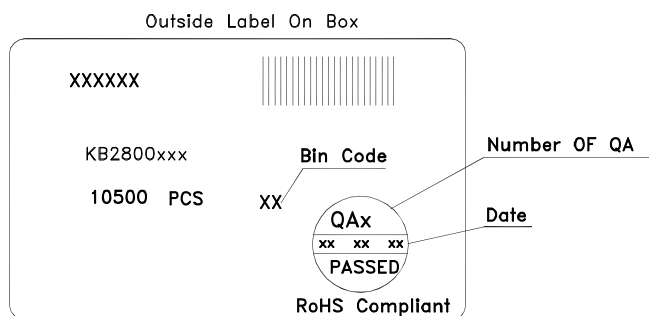 Outside Label On Box
XXXXXX
KB2800xxx
Bin Code
Number OF QA
10500 PCS
XX
QAx
Date
xx xx xx
PASSED
RoHS Compliant